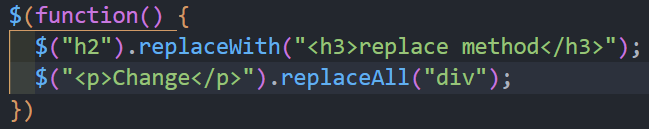 $(function() {
  $("h2").replaceWith("<h3>replace method</h3>");
  $("<p>Change</p>").replaceAll("div");
})